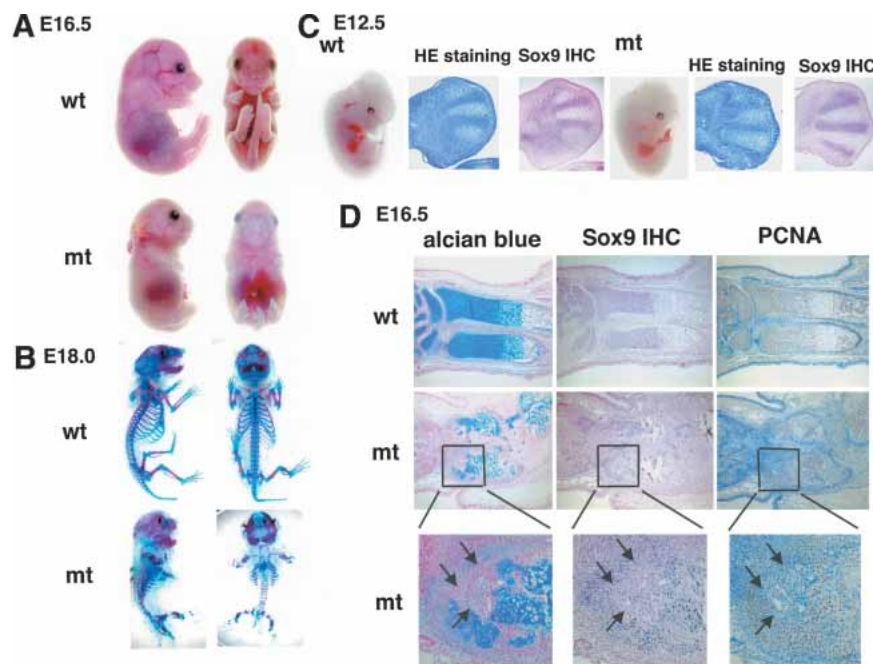 A E16.5
wt
mt
B E18.0
wt
mt
C E12.5
wt
HE staining Sox9 IHC
mt
HE staining Sox9 IHC
D E16.5
alcian blue Sox9 IHC PCNA
wt
mt
mt